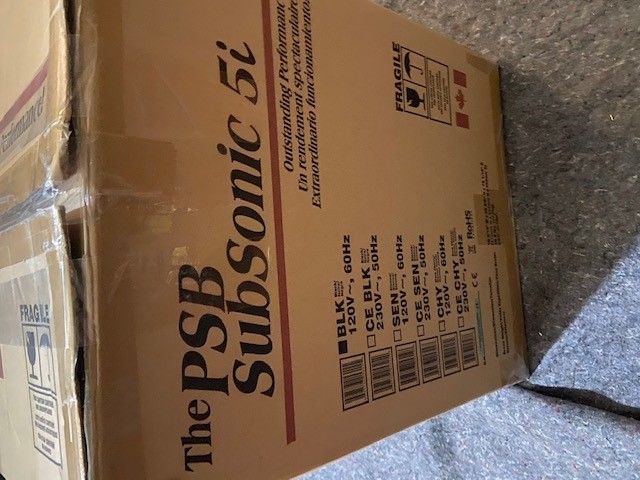 The PSB
Subsonic 5i
Outstanding Performance
Un rendement spectaculaire
Extraordinario funcionamiento
FRAGILE
BLK
120V~, 60Hz
CE BLK
230V~, 50Hz
SEN
120V~, 60Hz
CE SEN
230V~, 50Hz
CHY
120V~, 60Hz
CE CHY
230V~, 50Hz
CE
RoHS
FRAGILE